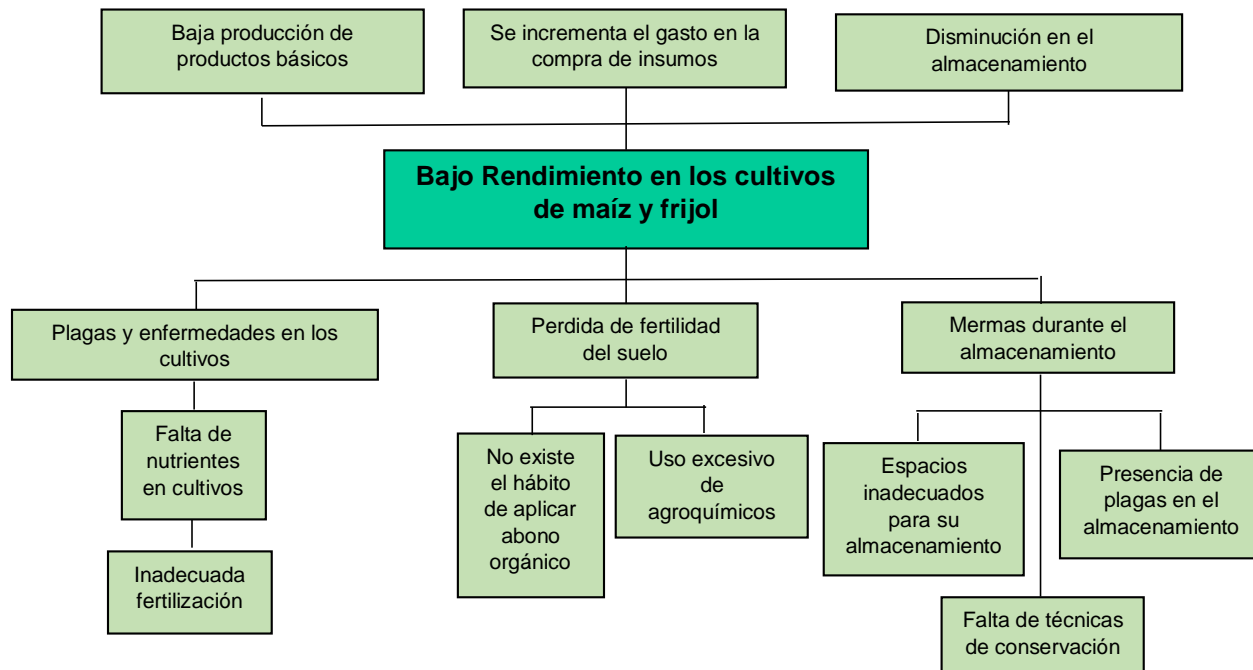 Baja producción de
productos básicos
Se incrementa el gasto en la
compra de insumos
Disminución en el
almacenamiento
Bajo Rendimiento en los cultivos
de maíz y frijol
Plagas y enfermedades en los
cultivos
Perdida de fertilidad
del suelo
Mermas durante el
almacenamiento
Falta de
nutrientes
en cultivos
No existe
el hábito
de aplicar
abono
orgánico
Uso excesivo
de
agroquímicos
Espacios
inadecuados
para su
almacenamiento
Presencia de
plagas en el
almacenamiento
Inadecuada
fertilización
Falta de técnicas
de conservación